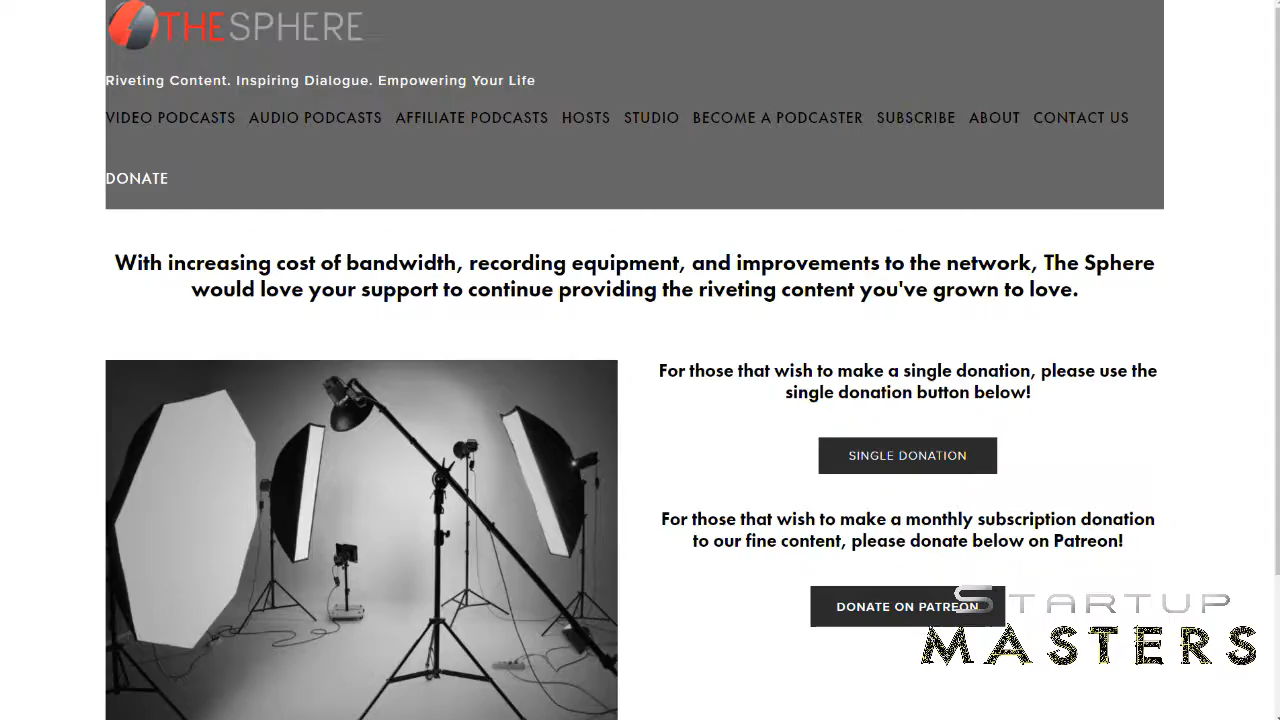 THESPHERE
Riveting Content. Inspiring Dialogue. Empowering Your Life
VIDEO PODCASTS AUDIO PODCASTS AFFILIATE PODCASTS HOSTS STUDIO BECOME A PODCASTER SUBSCRIBE ABOUT CONTACT US
DONATE
With increasing cost of bandwidth, recording equipment, and improvements to the network, The Sphere
would love your support to continue providing the riveting content you've grown to love.
For those that wish to make a single donation, please use the
single donation button below!
SINGLE DONATION
For those that wish to make a monthly subscription donation
to our fine content, please donate below on Patreon!
DONATE ON PATREON
STARTUP
MASTERS